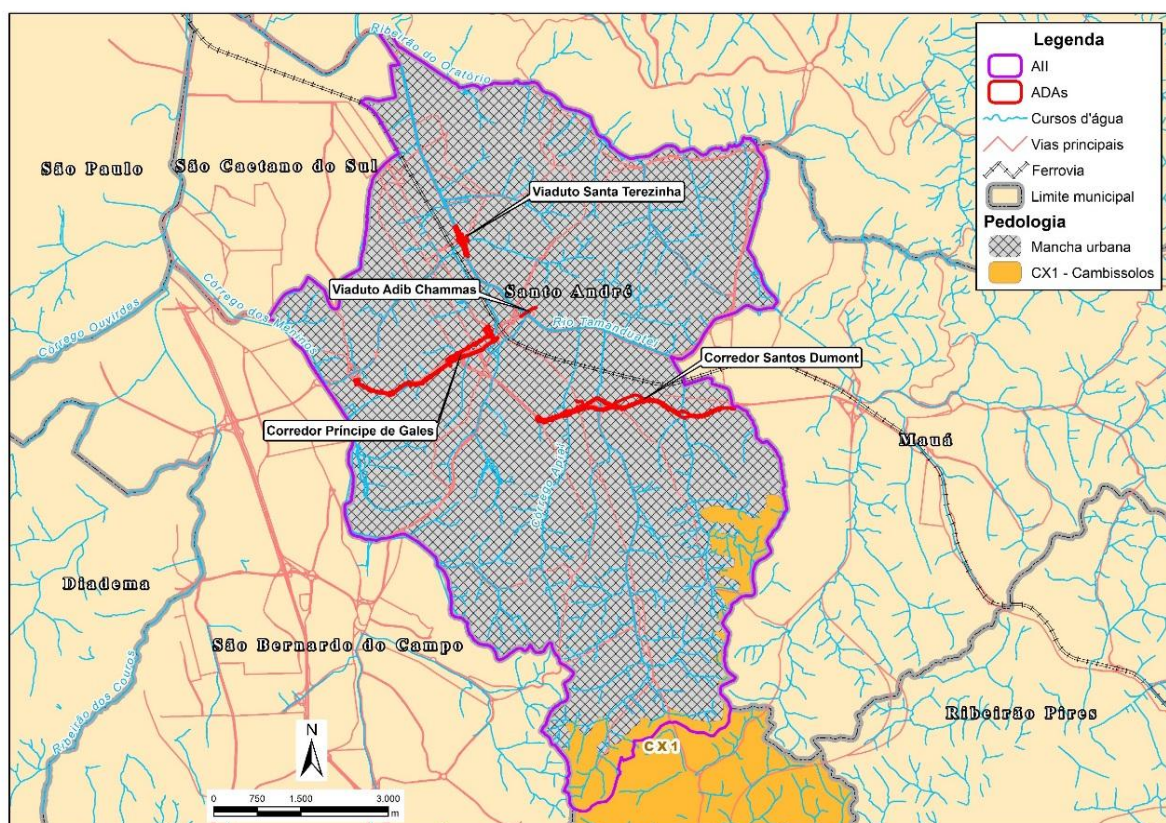 Legenda
AII
ADAs
Cursos d'água
Vias principais
Ferrovia
Limite municipal
Pedologia
Mancha urbana
CX1 - Cambissolos
Ribeirão do Oratório
São Paulo
São Caetano do Sul
Viaduto Santa Terezinha
Viaduto Adib Chammas
Santo André
Córrego Ouvirdes
Córrego dos Meninos
Rio Tamanduateí
Corredor Santos Dumont
Corredor Príncipe de Gales
Mauá
Córrego Apiaí
Diadema
São Bernardo do Campo
Ribeirão dos Couros
Ribeirão Pires
CX1
N
0 750 1.500 3.000
m